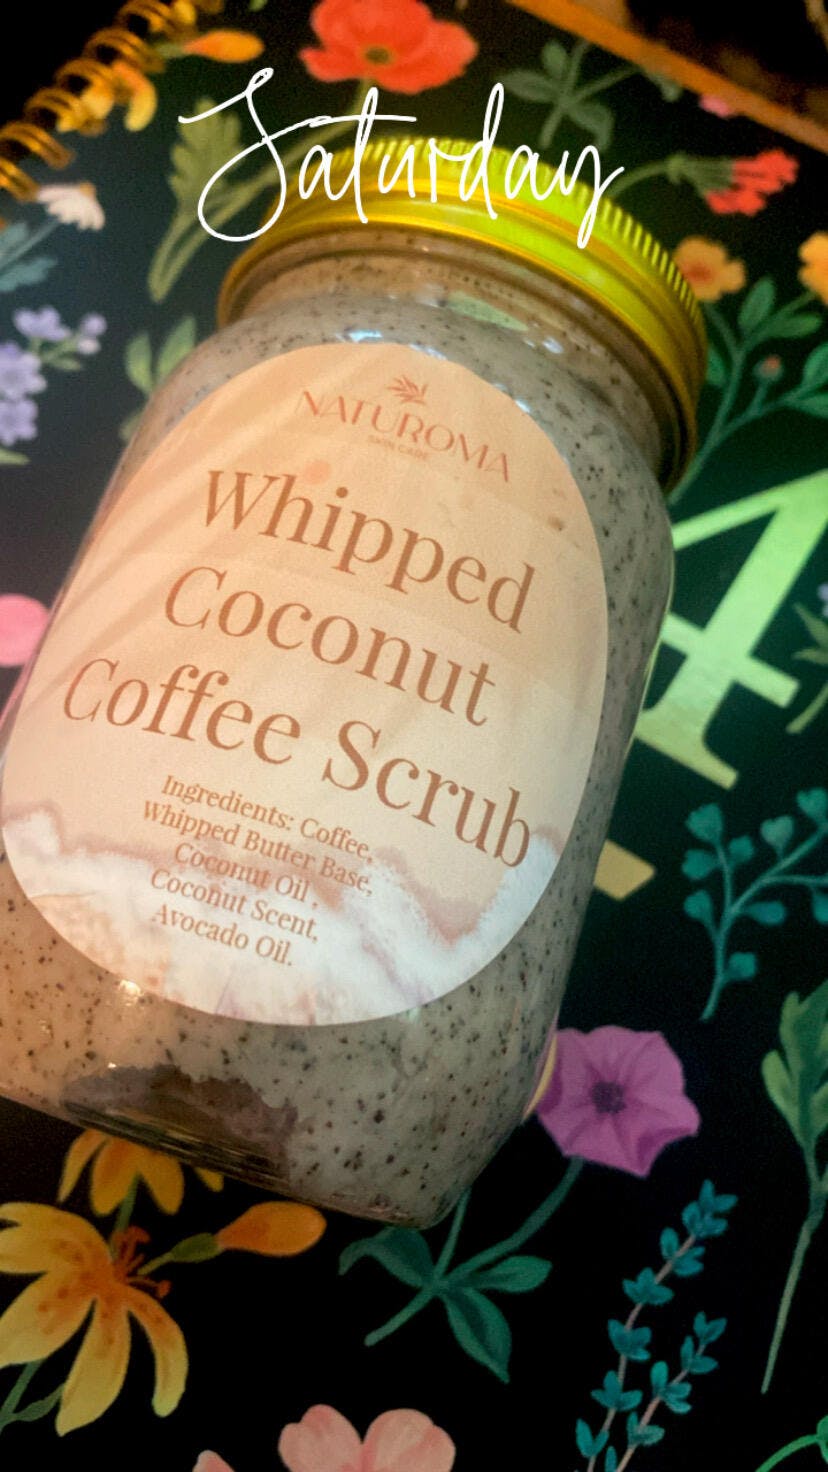 Saturday
NATUROMA
SKIN CARE
Whipped
Coconut
Coffee Scrub
Ingredients: Coffee,
Whipped Butter Base,
Coconut Oil ,
Coconut Scent,
Avocado Oil.
4